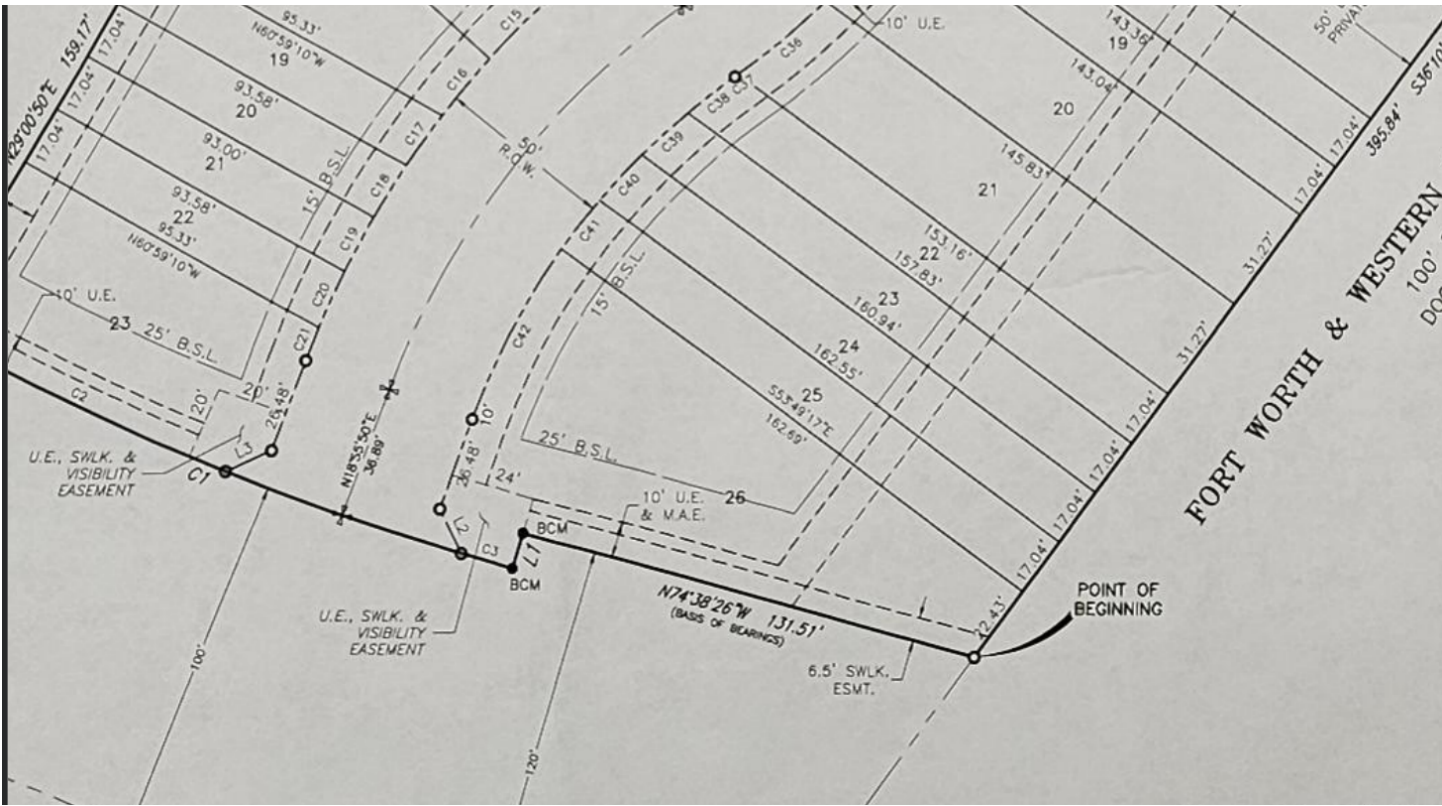 N29°00'50"E 159.17'
17.04'
17.04'
17.04'
95.33'
N60°59'10"W
19
93.58'
20
93.00'
21
93.58'
22
95.33'
N60°59'10"W
15' B.S.L.
C15
C16
C17
C18
C19
C20
C21
10' U.E.
23
25' B.S.L.
C2
20'
20'
26.48'
L3
U.E., SWLK. &
VISIBILITY
EASEMENT
C1
100'
50'
R.O.W.
N18°55'50"E
36.89'
10' U.E.
C36
C37
C38
C39
C40
C41
C42
15' B.S.L.
10'
26.48'
24'
L2
C3
L1
BCM
BCM
U.E., SWLK. &
VISIBILITY
EASEMENT
120'
25' B.S.L.
26
10' U.E.
& M.A.E.
N74°38'26"W 131.51'
(BASIS OF BEARINGS)
6.5' SWLK.
ESMT.
POINT OF
BEGINNING
143.36'
19
143.04'
20
145.83'
21
153.16'
22
157.83'
23
160.94'
24
162.55'
25
S53°49'17"E
162.69'
50'
395.84'
17.04'
17.04'
31.27'
31.27'
17.04'
17.04'
17.04'
17.04'
22.43'
FORT WORTH & WESTERN
100'